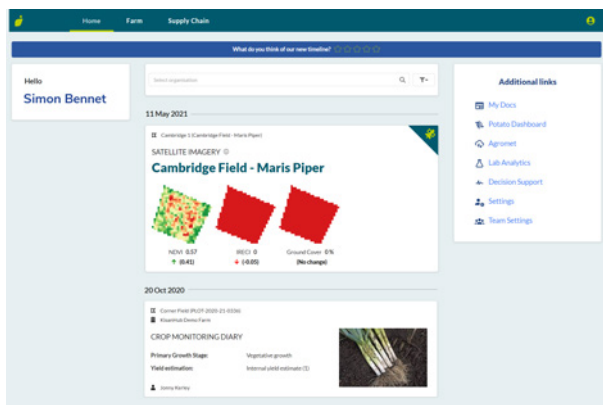 Home Farm Supply Chain
What do you think of our new timeline?
Hello
Simon Bennet
Select organisation
11 May 2021
Cambridge 1 (Cambridge Field - Maris Piper)
SATELLITE IMAGERY
Cambridge Field - Maris Piper
NDVI 0.57
↑ (0.41)
IRECI 0
↓ (-0.05)
Ground Cover 0 %
(No change)
20 Oct 2020
Corner Field (PLOT-2020-21-0336)
KisanHub Demo Farm
CROP MONITORING DIARY
Primary Growth Stage: Vegetative growth
Yield estimation: Internal yield estimate (1)
Additional links
My Docs
Potato Dashboard
Agromet
Lab Analytics
Decision Support
Settings
Team Settings